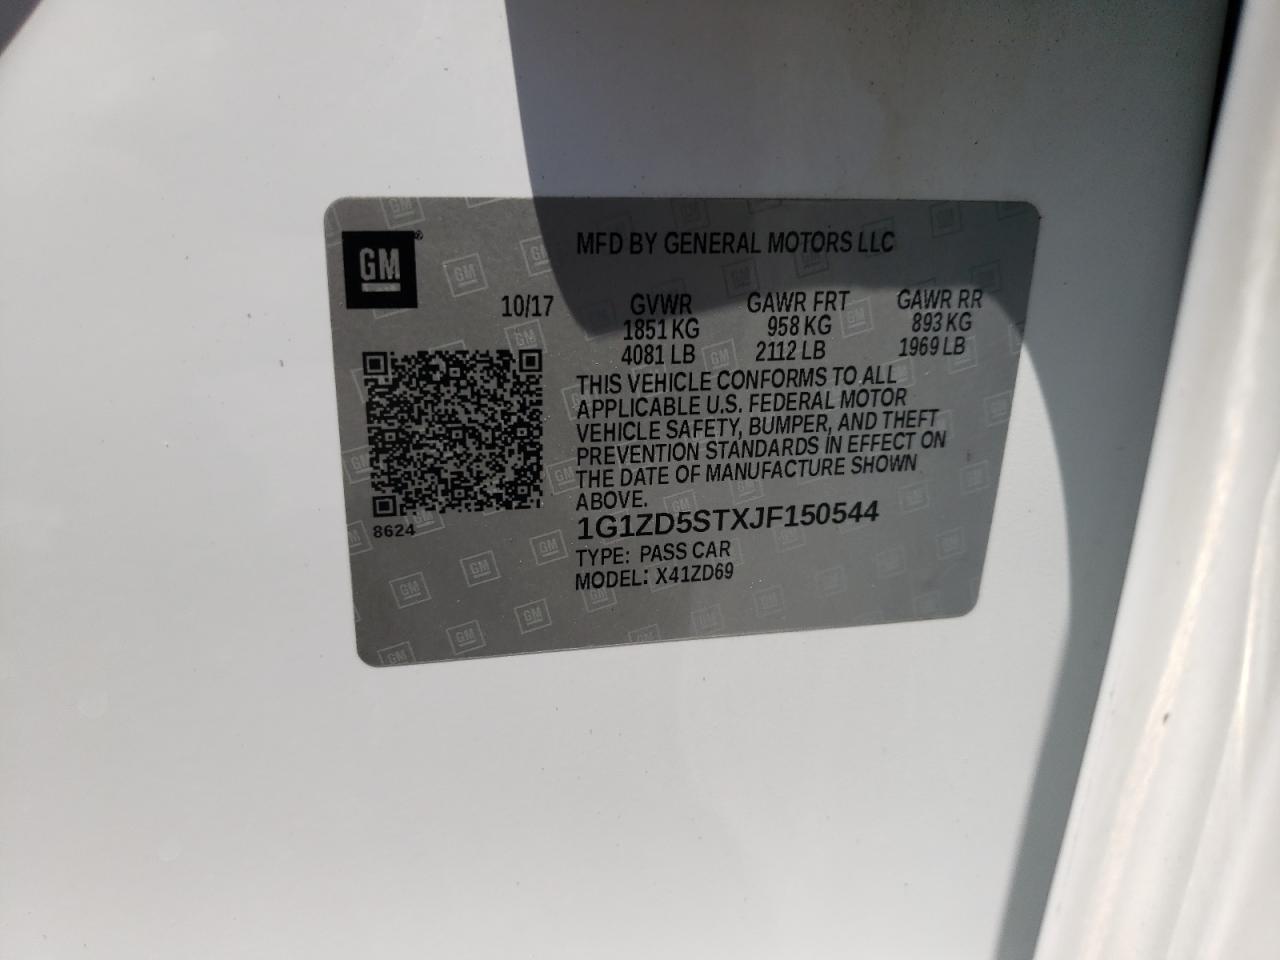 GM
MFD BY GENERAL MOTORS LLC
10/17 GVWR GAWR FRT GAWR RR
1851 KG 958 KG 893 KG
4081 LB 2112 LB 1969 LB
THIS VEHICLE CONFORMS TO ALL
APPLICABLE U.S. FEDERAL MOTOR
VEHICLE SAFETY, BUMPER, AND THEFT
PREVENTION STANDARDS IN EFFECT ON
THE DATE OF MANUFACTURE SHOWN
ABOVE.
8624
1G1ZD5STXJF150544
TYPE: PASS CAR
MODEL: X41ZD69